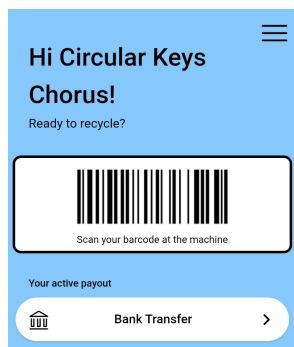 Hi Circular Keys
Chorus!
Ready to recycle?
Scan your barcode at the machine
Your active payout
Bank Transfer